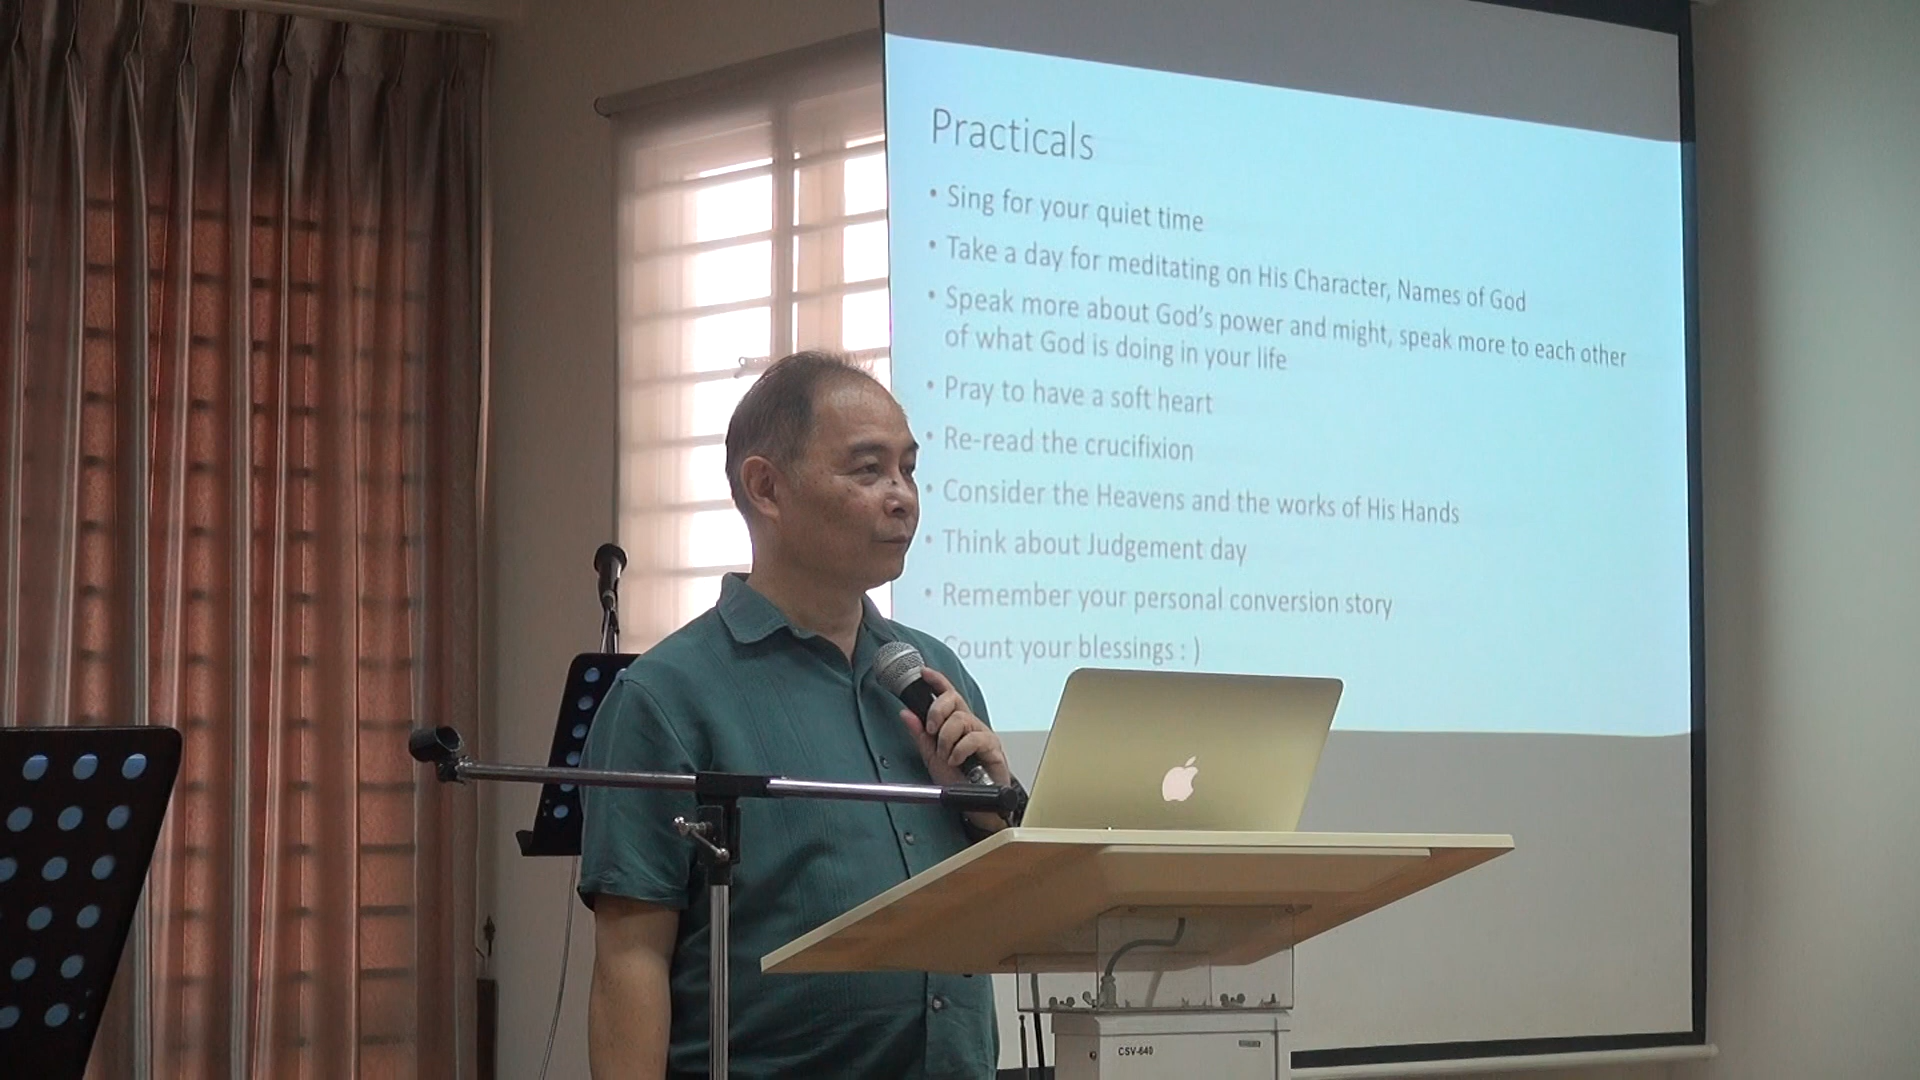 Practicals
• Sing for your quiet time
• Take a day for meditating on His Character, Names of God
• Speak more about God's power and might, speak more to each other
of what God is doing in your life
• Pray to have a soft heart
• Re-read the crucifixion
• Consider the Heavens and the works of His Hands
• Think about Judgement day
• Remember your personal conversion story
Count your blessings : )
CSV-640